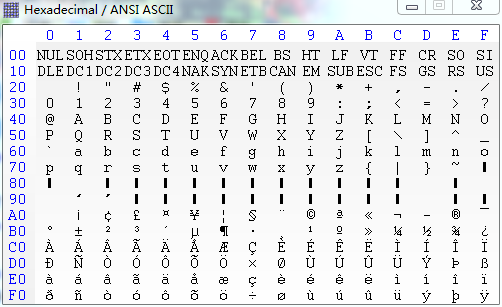 Hexadecimal / ANSI ASCII
0 1 2 3 4 5 6 7 8 9 A B C D E F
00 NUL SOH STX ETX EOT ENQ ACK BEL BS HT LF VT FF CR SO SI
10 DLE DC1 DC2 DC3 DC4 NAK SYN ETB CAN EM SUB ESC FS GS RS US
20 ! " # $ % & ' ( ) * + , - . /
30 0 1 2 3 4 5 6 7 8 9 : ; < = > ?
40 @ A B C D E F G H I J K L M N O
50 P Q R S T U V W X Y Z [ \ ] ^ _
60 ` a b c d e f g h i j k l m n o
70 p q r s t u v w x y z { | } ~
80
90 ‘ ’
A0 ¡ ¢ £ ¤ ¥ ¦ § ¨ © ª « ¬ - ® ¯
B0 ° ± ² ³ ´ µ ¶ · ¸ ¹ º » ¼ ½ ¾ ¿
C0 À Á Â Ã Ä Å Æ Ç È É Ê Ë Ì Í Î Ï
D0 Ð Ñ Ò Ó Ô Õ Ö × Ø Ù Ú Û Ü Ý Þ ß
E0 à á â ã ä å æ ç è é ê ë ì í î ï
F0 ð ñ ò ó ô õ ö ÷ ø ù ú û ü ý þ ÿ